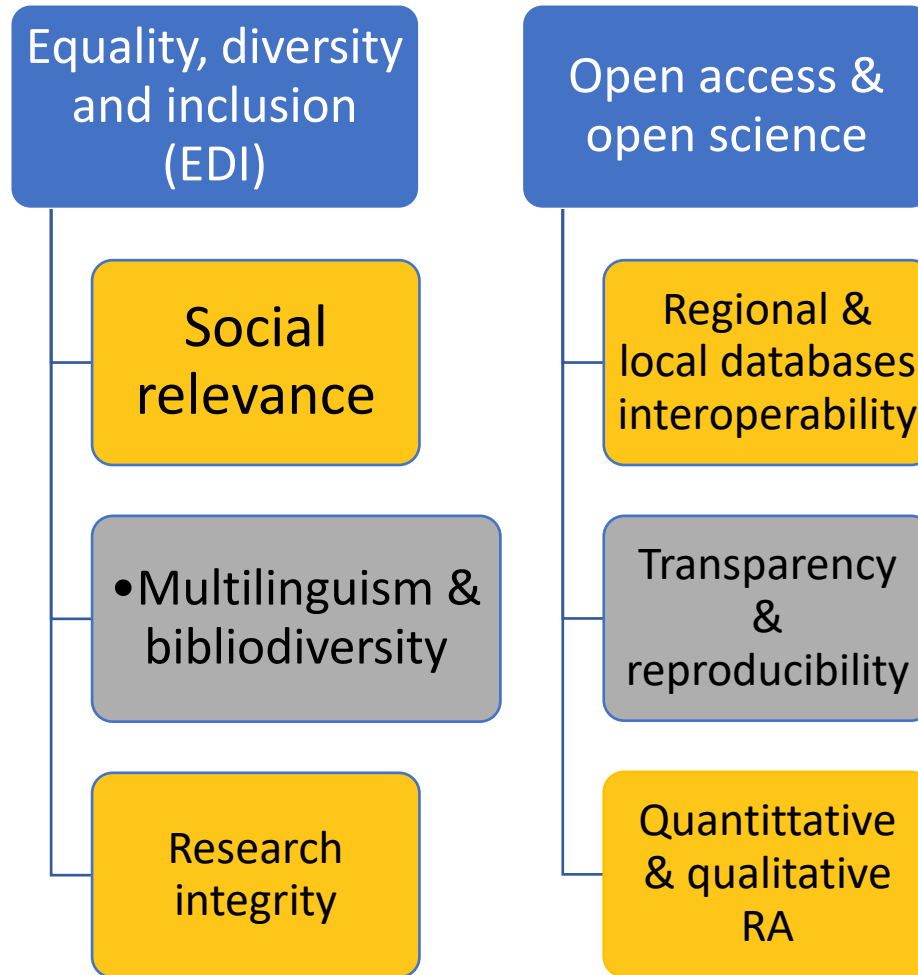 Equality, diversity
and inclusion
(EDI)
Social
relevance
•Multilinguism &
bibliodiversity
Research
integrity
Open access &
open science
Regional &
local databases
interoperability
Transparency
&
reproducibility
Quantittative
& qualitative
RA